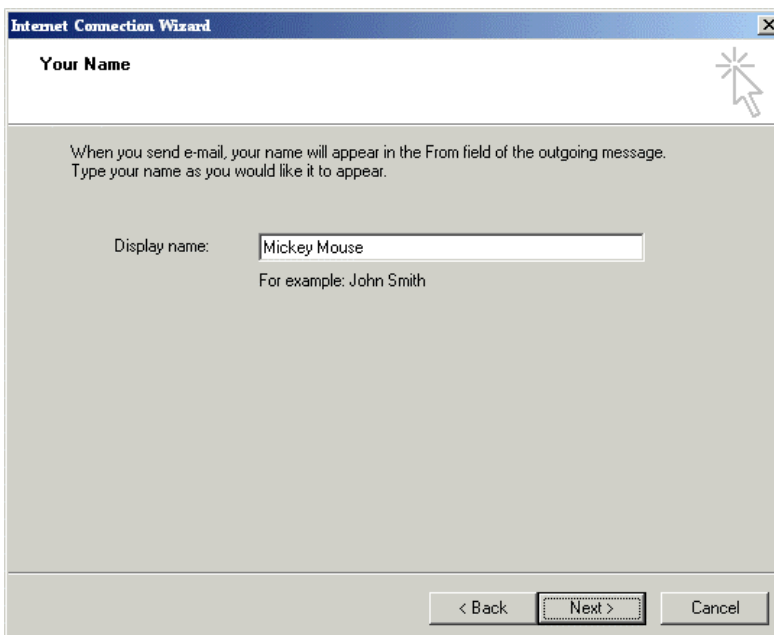 Internet Connection Wizard
Your Name
When you send e-mail, your name will appear in the From field of the outgoing message.
Type your name as you would like it to appear.
Display name: Mickey Mouse
For example: John Smith
< Back Next > Cancel